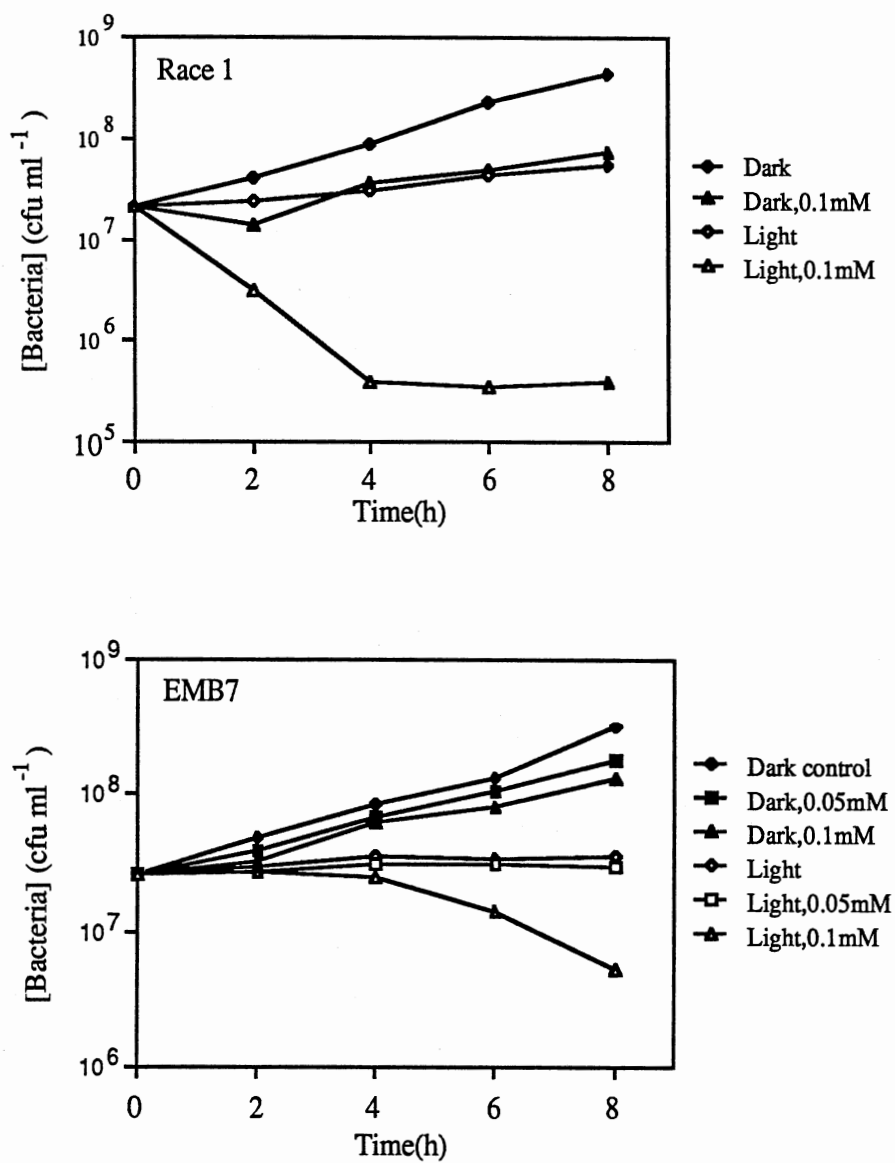 Race 1
[Bacteria] (cfu ml -1 )
10 9
10 8
10 7
10 6
10 5
0 2 4 6 8
Time(h)
Dark
Dark,0.1mM
Light
Light,0.1mM
EMB7
[Bacteria] (cfu ml -1 )
10 9
10 8
10 7
10 6
0 2 4 6 8
Time(h)
Dark control
Dark,0.05mM
Dark,0.1mM
Light
Light,0.05mM
Light,0.1mM